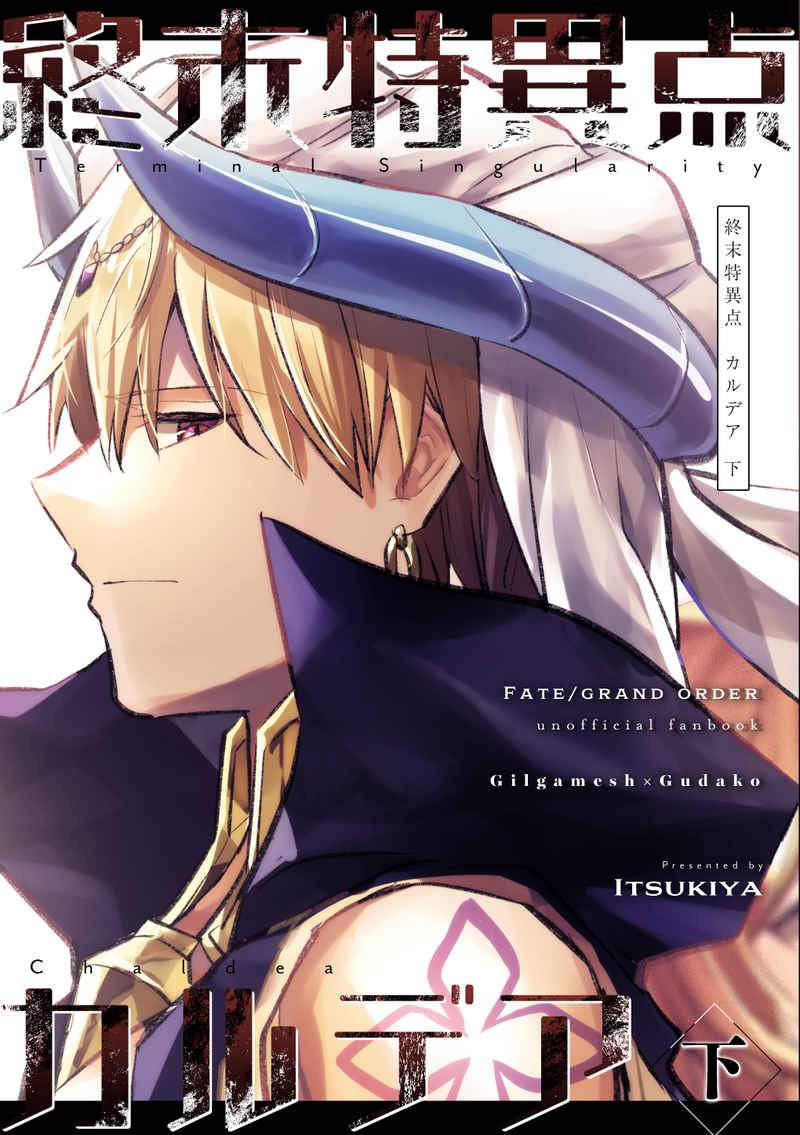 終末特異点
Terminal Singularity
終末特異点 カルデア 下
FATE/GRAND ORDER
unofficial fanbook
Gilgamesh×Gudako
Presented by
ITSUKIYA
Chaldea
カルデア
下